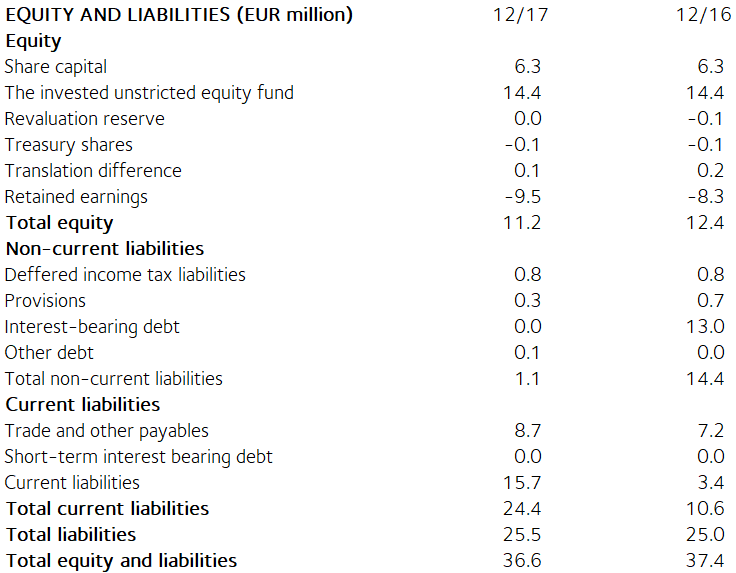 EQUITY AND LIABILITIES (EUR million) 12/17 12/16
Equity
Share capital 6.3 6.3
The invested unstricted equity fund 14.4 14.4
Revaluation reserve 0.0 -0.1
Treasury shares -0.1 -0.1
Translation difference 0.1 0.2
Retained earnings -9.5 -8.3
Total equity 11.2 12.4
Non-current liabilities
Deffered income tax liabilities 0.8 0.8
Provisions 0.3 0.7
Interest-bearing debt 0.0 13.0
Other debt 0.1 0.0
Total non-current liabilities 1.1 14.4
Current liabilities
Trade and other payables 8.7 7.2
Short-term interest bearing debt 0.0 0.0
Current liabilities 15.7 3.4
Total current liabilities 24.4 10.6
Total liabilities 25.5 25.0
Total equity and liabilities 36.6 37.4